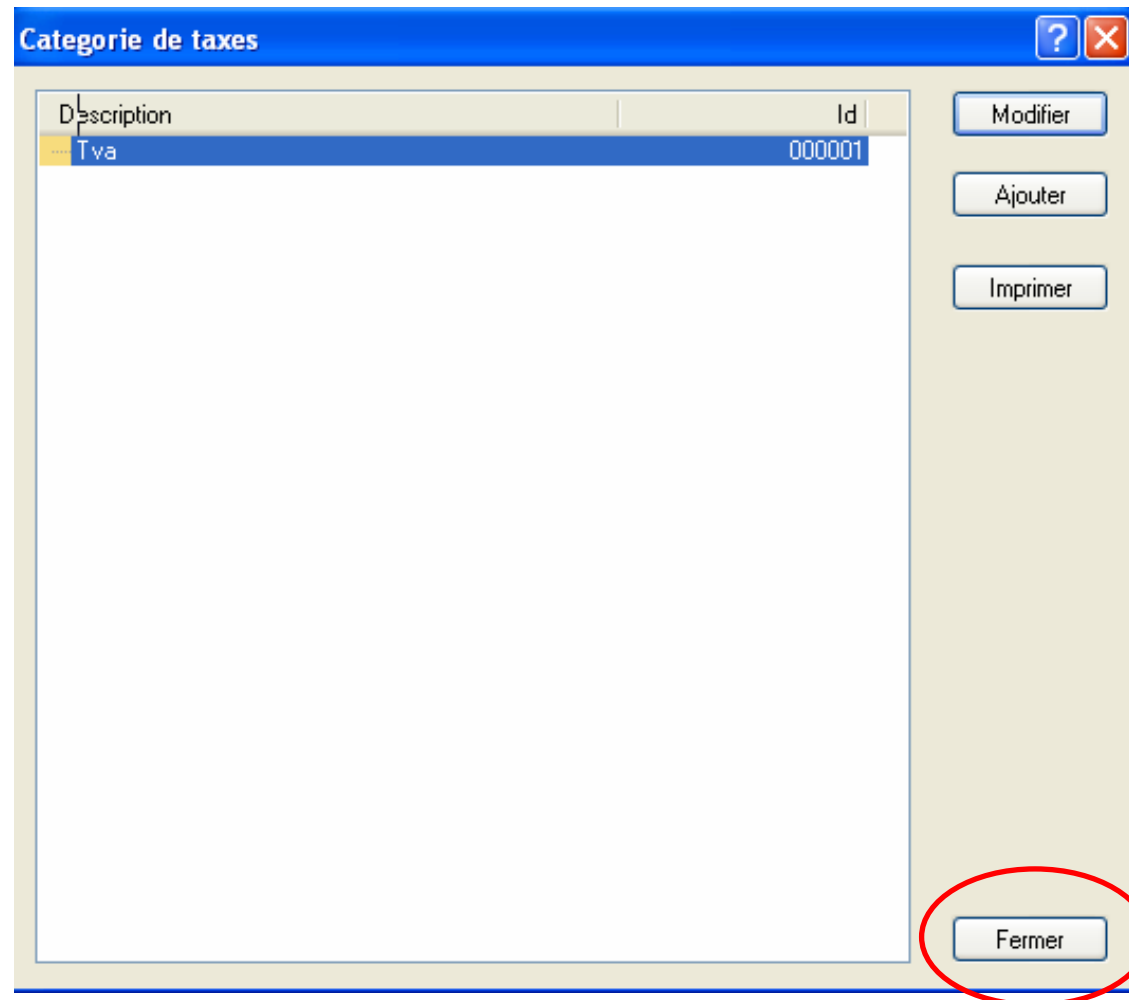 Categorie de taxes
Description Id
Tva 000001
Modifier
Ajouter
Imprimer
Fermer